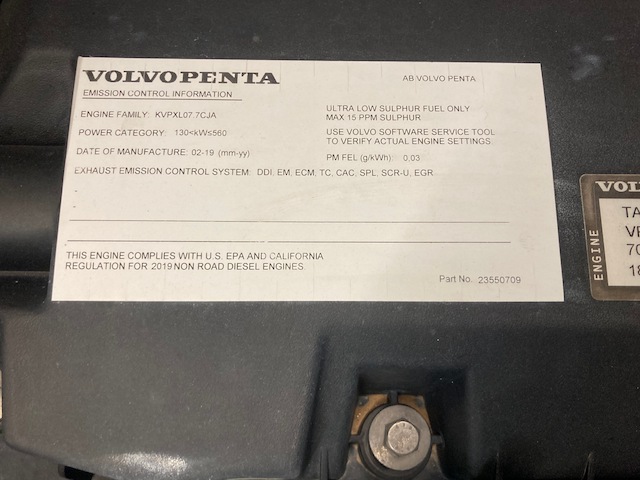 VOLVO PENTA
AB VOLVO PENTA
EMISSION CONTROL INFORMATION
ENGINE FAMILY: KVPXL07.7CJA
ULTRA LOW SULPHUR FUEL ONLY
MAX 15 PPM SULPHUR
POWER CATEGORY: 130<kW≤560
USE VOLVO SOFTWARE SERVICE TOOL
TO VERIFY ACTUAL ENGINE SETTINGS:
DATE OF MANUFACTURE: 02-19 (mm-yy)
PM FEL (g/kWh): 0,03
EXHAUST EMISSION CONTROL SYSTEM: DDI, EM, ECM, TC, CAC, SPL, SCR-U, EGR
THIS ENGINE COMPLIES WITH U.S. EPA AND CALIFORNIA
REGULATION FOR 2019 NON ROAD DIESEL ENGINES.
Part No. 23550709
VOL
ENGINE
TA
VE
70
18